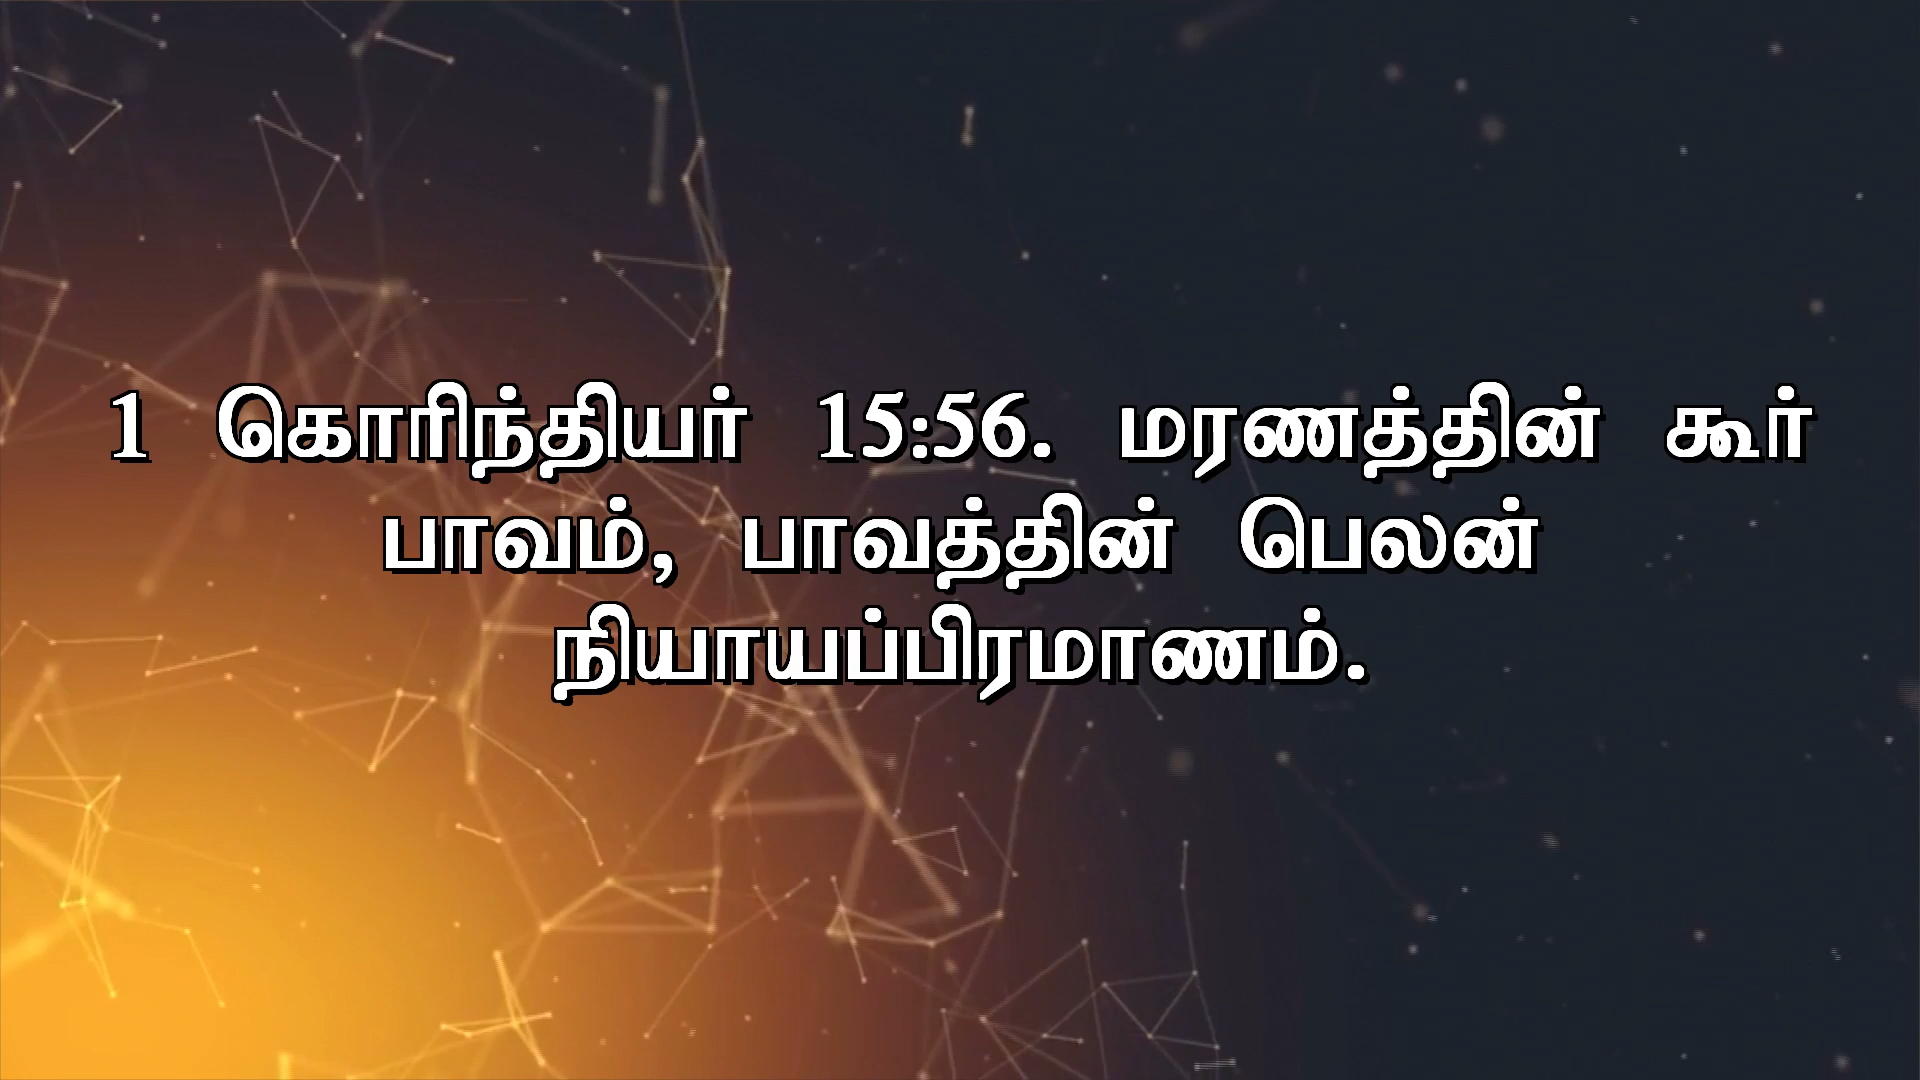 1 கொரிந்தியர் 15:56. மரணத்தின் கூர்
பாவம், பாவத்தின் பெலன்
நியாயப்பிரமாணம்.